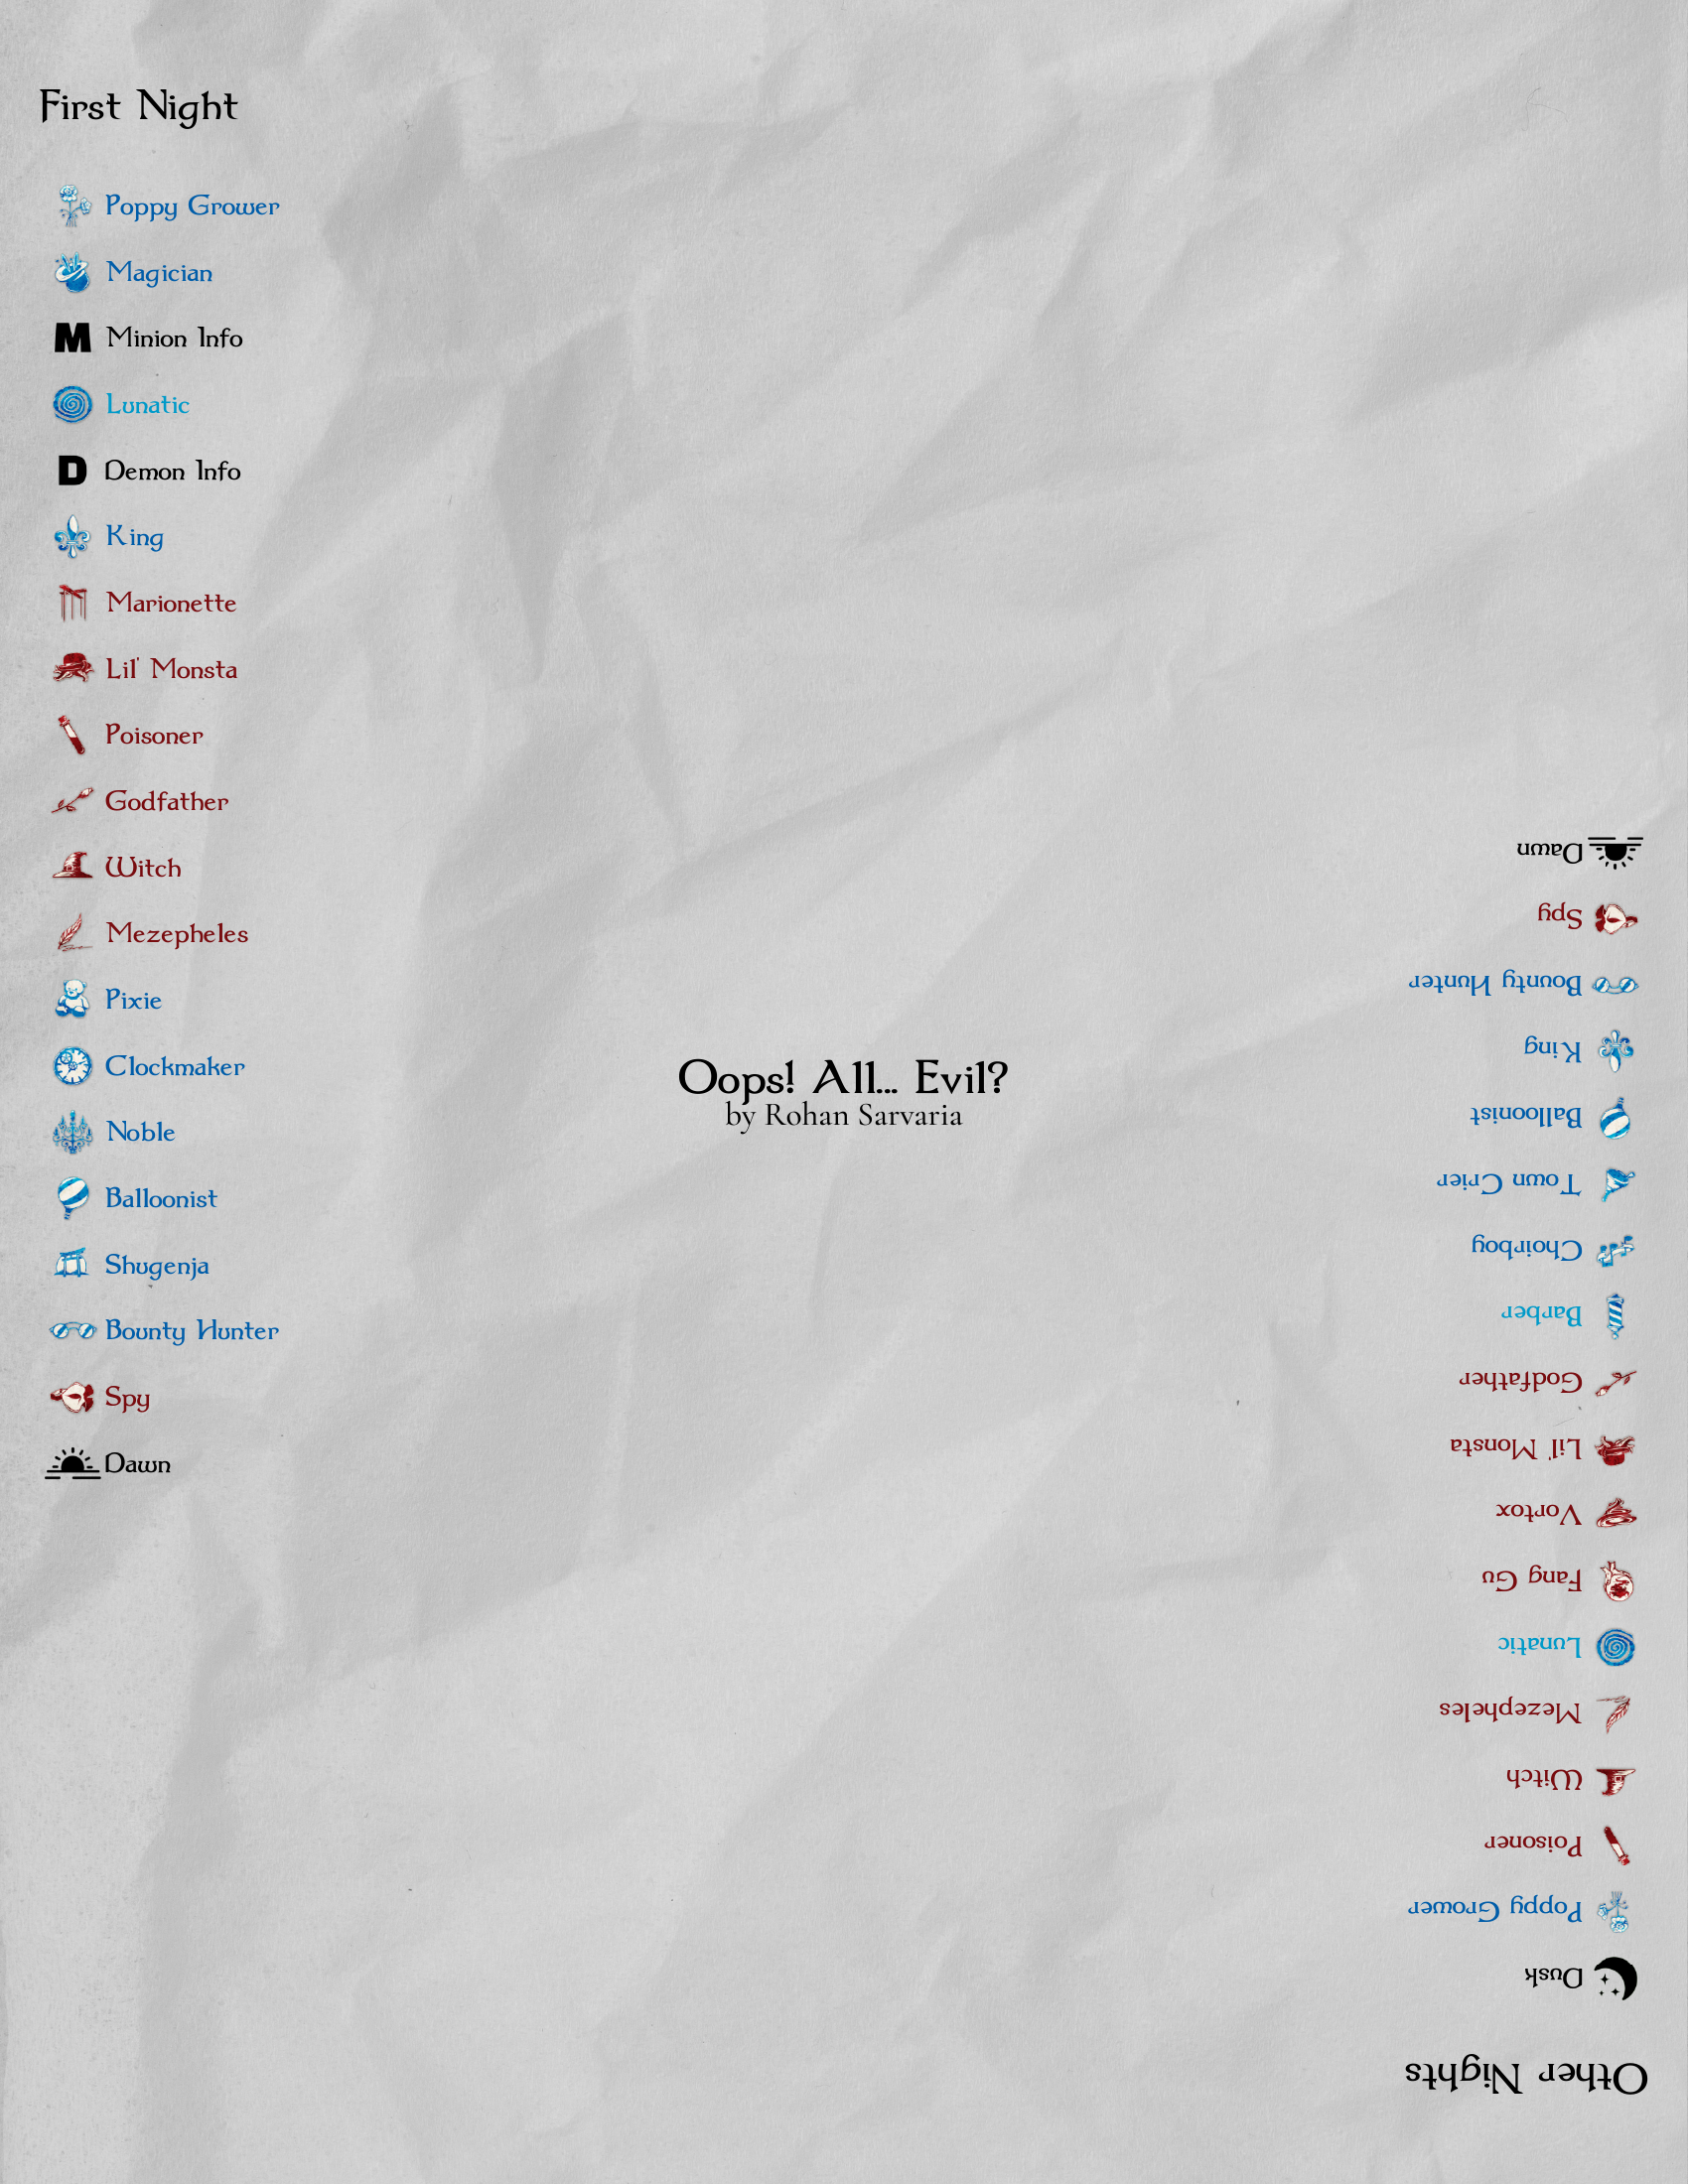 First Night
Poppy Grower
Magician
M Minion Info
Lunatic
D Demon Info
King
Marionette
Lil' Monsta
Poisoner
Godfather
Witch
Mezepheles
Pixie
Clockmaker
Noble
Balloonist
Shugenja
Bounty Hunter
Spy
Dawn
Oops! All... Evil?
by Rohan Sarvaria
Other Nights
Dusk
Poppy Grower
Poisoner
Witch
Mezepheles
Lunatic
Fang Gu
Vortox
Lil' Monsta
Godfather
Barber
Choirboy
Town Crier
Balloonist
King
Bounty Hunter
Spy
Dawn